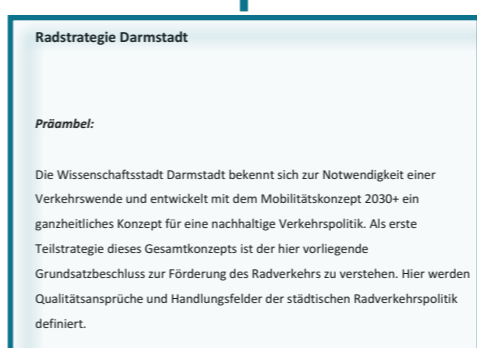 Radstrategie Darmstadt
Präambel:
Die Wissenschaftsstadt Darmstadt bekennt sich zur Notwendigkeit einer
Verkehrswende und entwickelt mit dem Mobilitätskonzept 2030+ ein
ganzheitliches Konzept für eine nachhaltige Verkehrspolitik. Als erste
Teilstrategie dieses Gesamtkonzepts ist der hier vorliegende
Grundsatzbeschluss zur Förderung des Radverkehrs zu verstehen. Hier werden
Qualitätsansprüche und Handlungsfelder der städtischen Radverkehrspolitik
definiert.